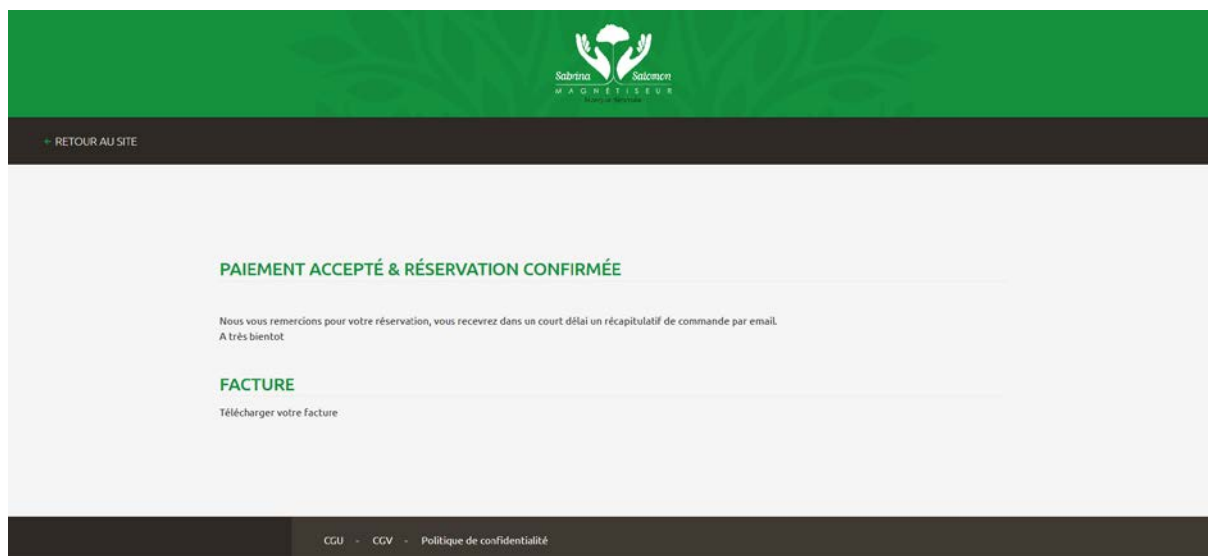 Sabrina Salomon
MAGNÉTISEUR
← RETOUR AU SITE
PAIEMENT ACCEPTÉ & RÉSERVATION CONFIRMÉE
Nous vous remercions pour votre réservation, vous recevrez dans un court délai un récapitulatif de commande par email.
A très bientot
FACTURE
Télécharger votre facture
CGU - CGV - Politique de confidentialité